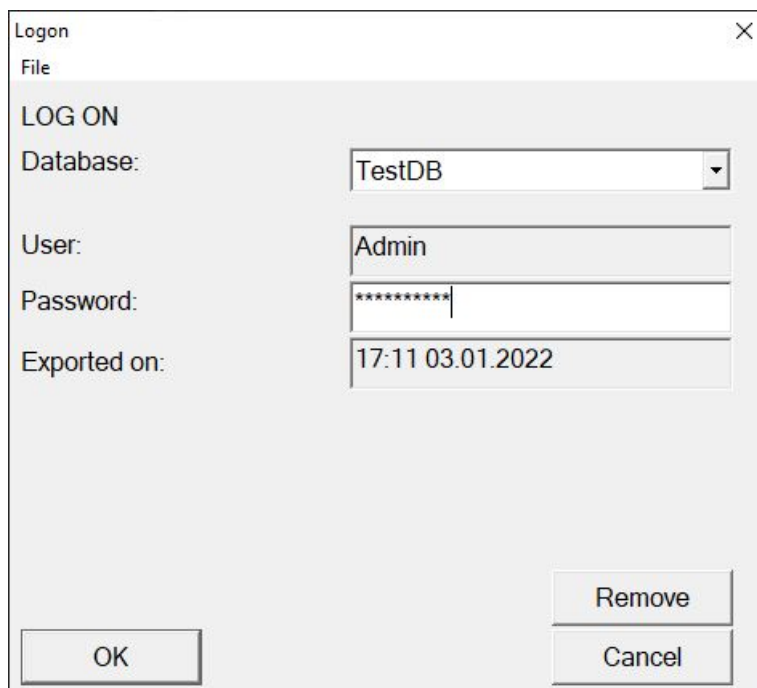 Logon
File
LOG ON
Database: TestDB
User: Admin
Password: **********
Exported on: 17:11 03.01.2022
Remove
OK Cancel